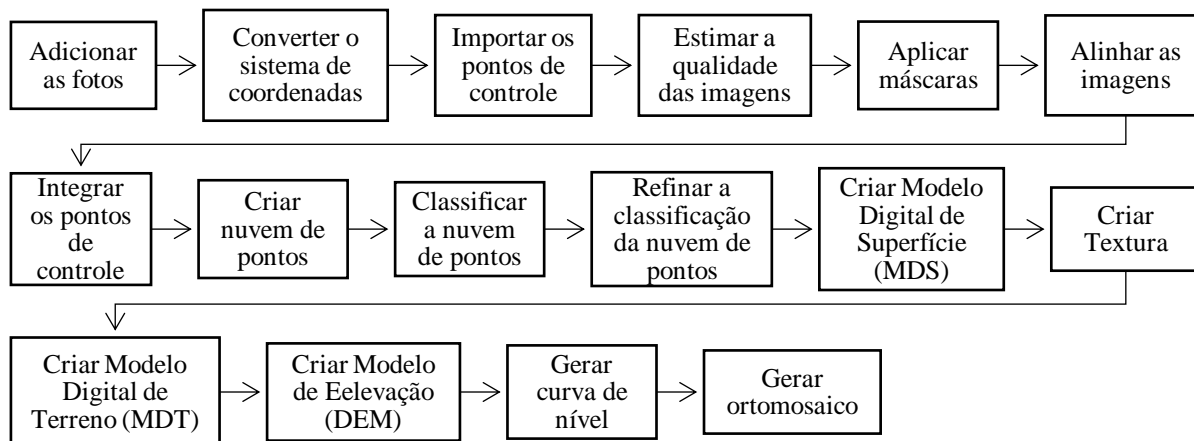 Adicionar
as fotos
Converter o
sistema de
coordenadas
Importar os
pontos de
controle
Estimar a
qualidade
das imagens
Aplicar
máscaras
Alinhar as
imagens
Integrar
os pontos
de
controle
Criar
nuvem de
pontos
Classificar
a nuvem
de pontos
Refinar a
classificação
da nuvem de
pontos
Criar Modelo
Digital de
Superfície
(MDS)
Criar
Textura
Criar Modelo
Digital de
Terreno (MDT)
Criar Modelo
de Eelevação
(DEM)
Gerar
curva de
nível
Gerar
ortomosaico